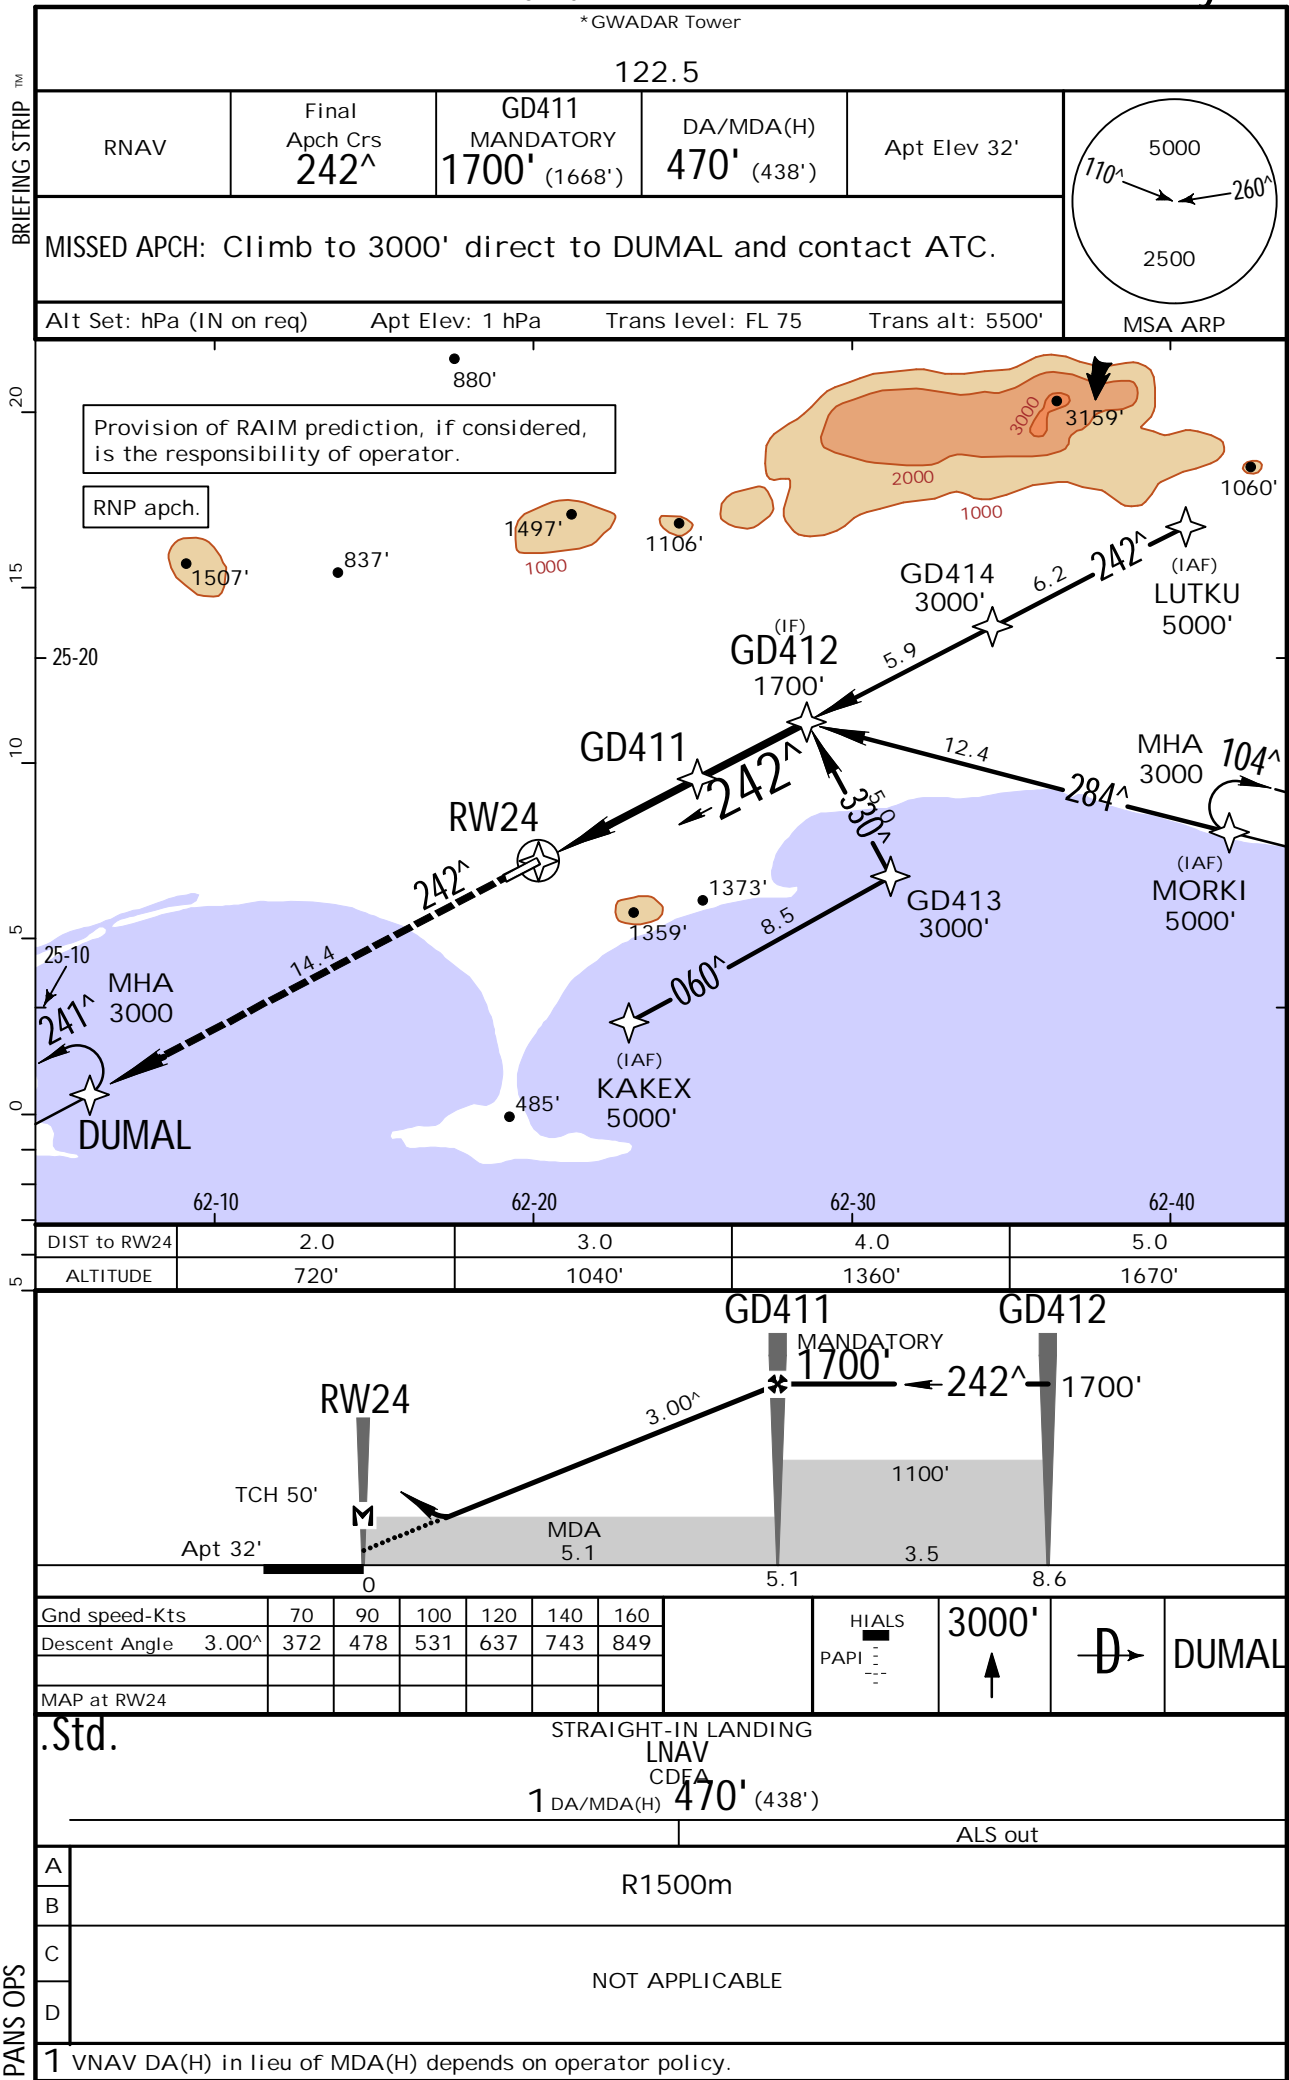 *GWADAR Tower
122.5
BRIEFING STRIP ™
RNAV
Final
Apch Crs
242^
GD411
MANDATORY
1700' (1668')
DA/MDA(H)
470' (438')
Apt Elev 32'
5000
110^
260^
2500
MSA ARP
MISSED APCH: Climb to 3000' direct to DUMAL and contact ATC.
Alt Set: hPa (IN on req) Apt Elev: 1 hPa Trans level: FL 75 Trans alt: 5500'
20
15
10
5
0
5
880'
Provision of RAIM prediction, if considered,
is the responsibility of operator.
RNP apch.
3000
3159'
2000
1000
1060'
1497'
1000
1106'
1507'
837'
242^
6.2
(IAF)
LUTKU
5000'
GD414
3000'
5.9
(IF)
GD412
1700'
25-20
GD411
242^
12.4
284^
MHA
3000
104^
(IAF)
MORKI
5000'
5.0
330^
RW24
242^
GD413
3000'
1373'
1359'
8.5
060^
14.4
25-10
MHA
3000
241^
(IAF)
KAKEX
5000'
485'
DUMAL
62-10 62-20 62-30 62-40
DIST to RW24 2.0 3.0 4.0 5.0
ALTITUDE 720' 1040' 1360' 1670'
GD411 GD412
MANDATORY
1700'
242^
1700'
RW24
3.00^
1100'
TCH 50'
M
MDA
5.1
3.5
Apt 32'
0 5.1 8.6
Gnd speed-Kts 70 90 100 120 140 160
Descent Angle 3.00^ 372 478 531 637 743 849
MAP at RW24
HIALS
PAPI
3000'
D
DUMAL
.Std.
STRAIGHT-IN LANDING
LNAV
CDFA
1 DA/MDA(H) 470' (438')
ALS out
A
B
R1500m
C
D
NOT APPLICABLE
PANS OPS
1 VNAV DA(H) in lieu of MDA(H) depends on operator policy.